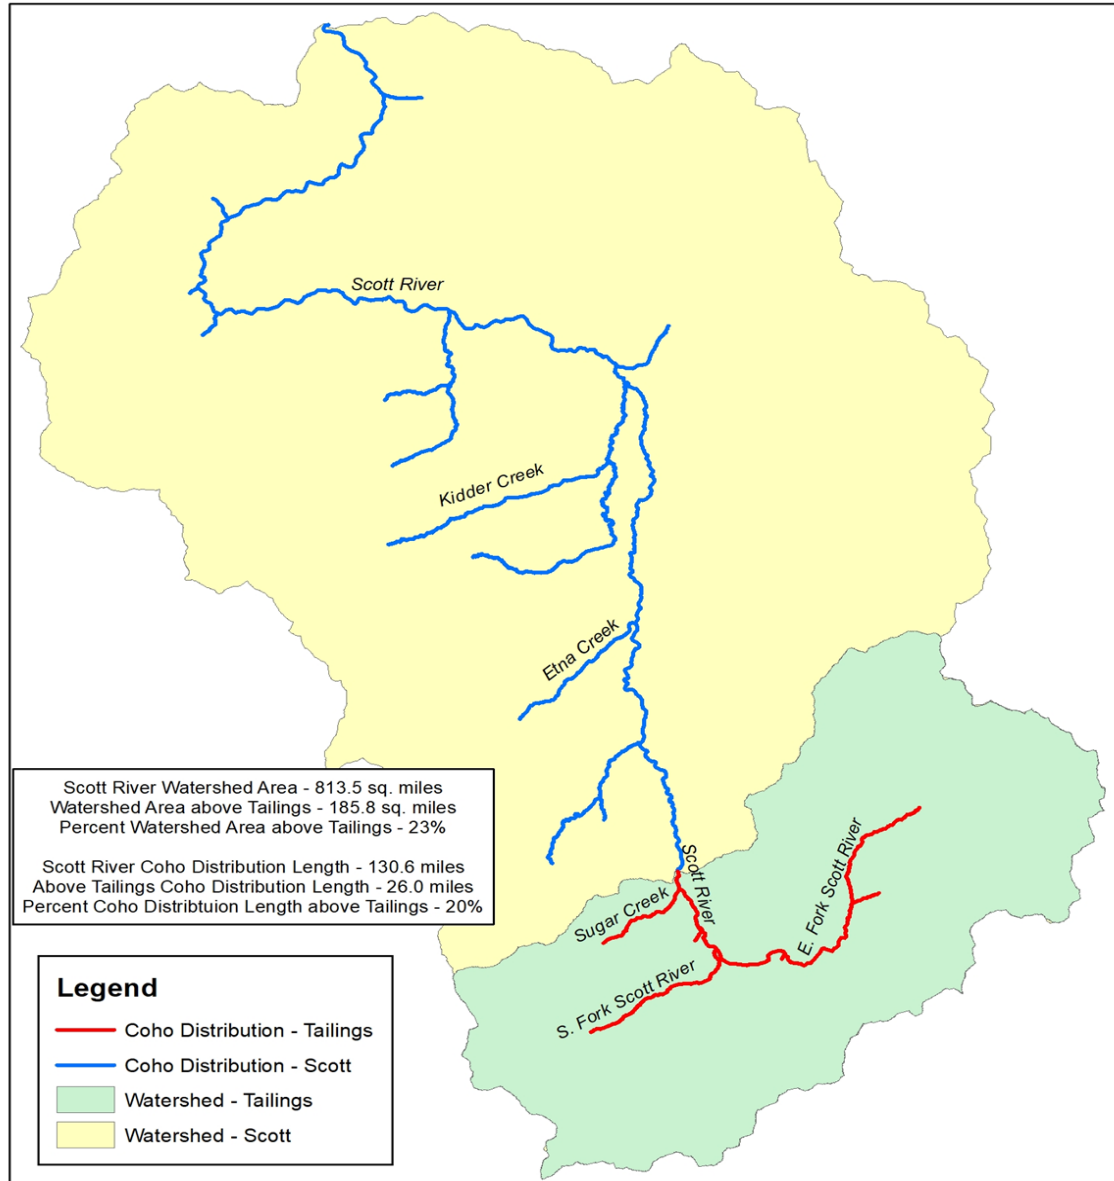 Scott River
Kidder Creek
Etna Creek
Scott River Watershed Area - 813.5 sq. miles
Watershed Area above Tailings - 185.8 sq. miles
Percent Watershed Area above Tailings - 23%
Scott River Coho Distribution Length - 130.6 miles
Above Tailings Coho Distribution Length - 26.0 miles
Percent Coho Distribtuion Length above Tailings - 20%
Scott River
Sugar Creek
E. Fork Scott River
S. Fork Scott River
Legend
Coho Distribution - Tailings
Coho Distribution - Scott
Watershed - Tailings
Watershed - Scott